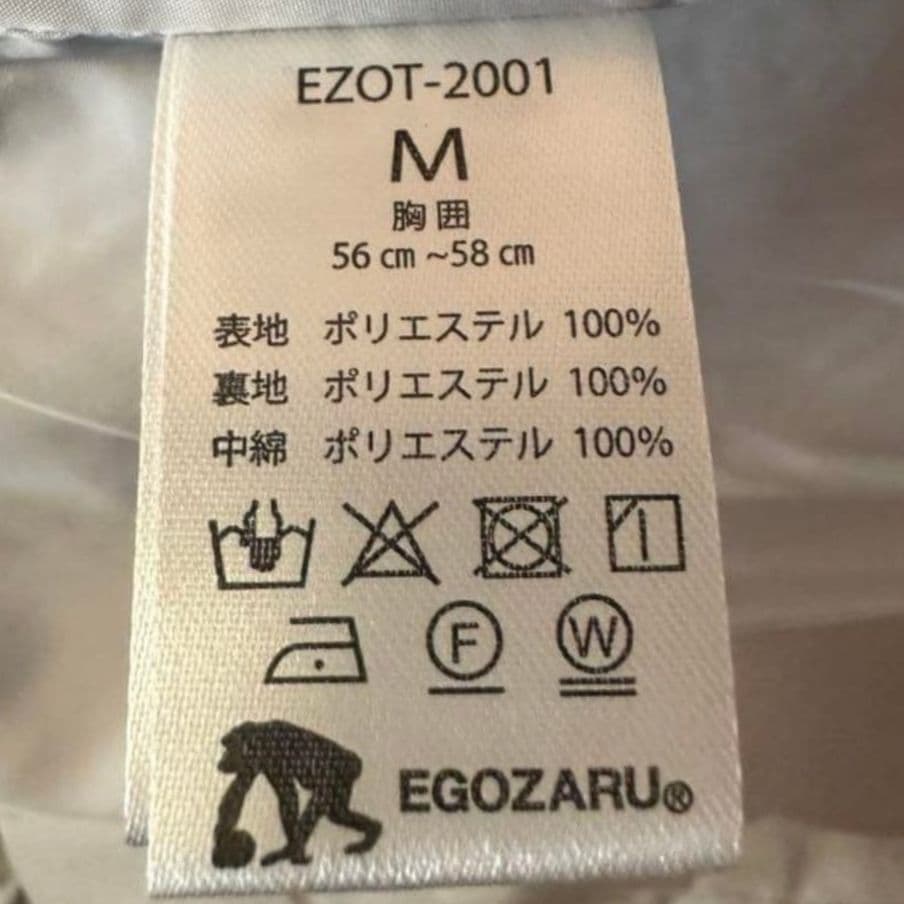 EZOT-2001
M
胸囲
56 cm ~58 cm
表地 ポリエステル 100%
裏地 ポリエステル 100%
中綿 ポリエステル 100%
F W
EGOZARU®